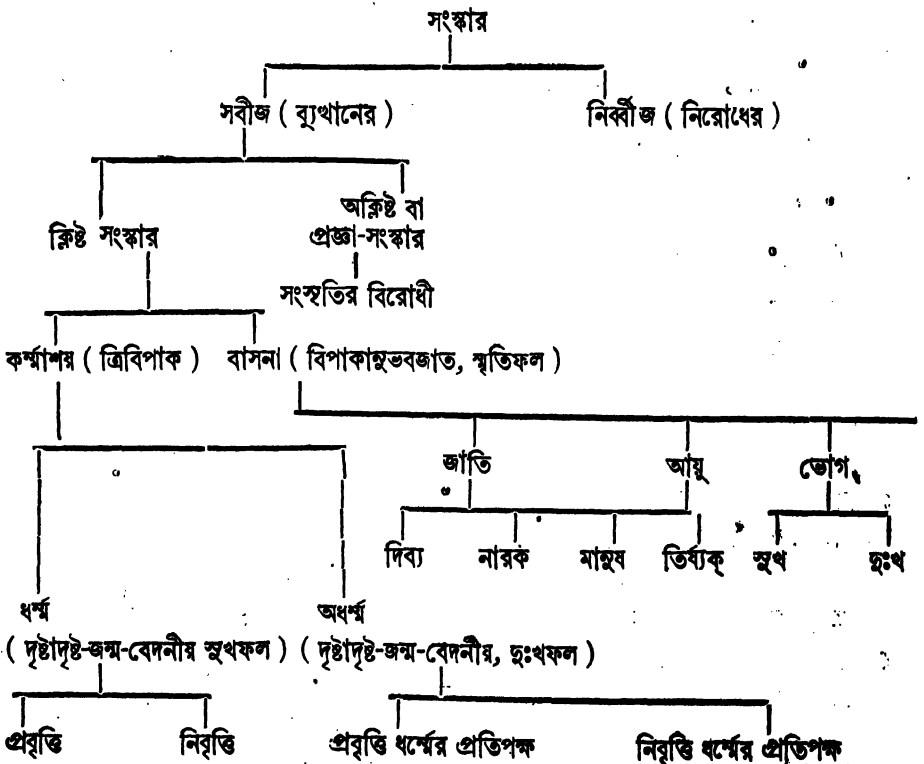 সংস্কার
সবীজ ( ব্যুত্থানের )
নির্ব্বীজ ( নিরোধের )
ক্লিষ্ট সংস্কার
অক্লিষ্ট বা
প্রজ্ঞা-সংস্কার
সংসৃতির বিরোধী
কর্ম্মাশয় ( ত্রিবিপাক )
বাসনা ( বিপাকানুভবজাত, স্মৃতিফল )
জাতি
আয়ু
ভোগ
দিব্য
নারক
মানুষ
তির্য্যক্
সুখ
দুঃখ
ধর্ম্ম
অধর্ম্ম
( দৃষ্টাদৃষ্ট-জন্ম-বেদনীয় সুখফল )
( দৃষ্টাদৃষ্ট-জন্ম-বেদনীয়, দুঃখফল )
প্রবৃত্তি
নিবৃত্তি
প্রবৃত্তি ধর্ম্মের প্রতিপক্ষ
নিবৃত্তি ধর্ম্মের প্রতিপক্ষ